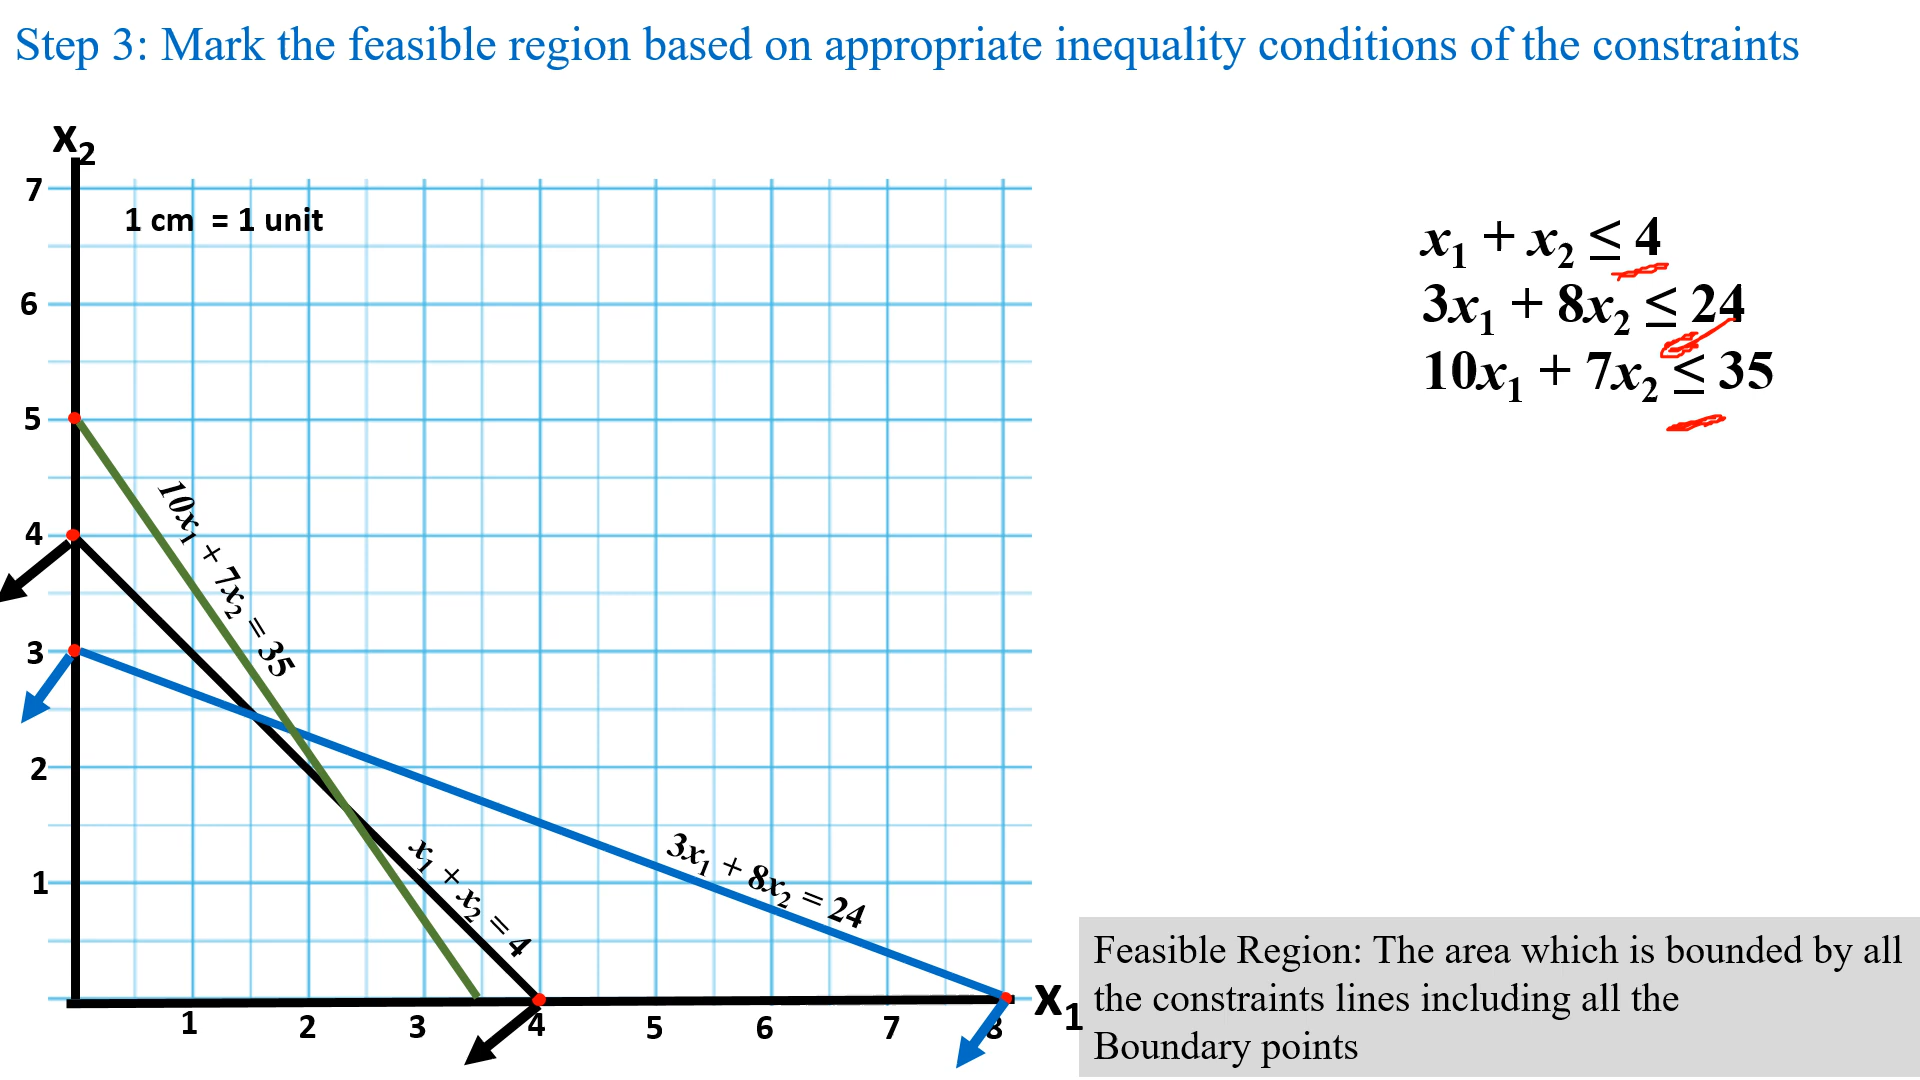 Step 3: Mark the feasible region based on appropriate inequality conditions of the constraints
x₂
7
1 cm = 1 unit
x₁ + x₂ ≤ 4
6
3x₁ + 8x₂ ≤ 24
10x₁ + 7x₂ ≤ 35
5
10x₁ + 7x₂ = 35
4
3
2
x₁ + x₂ = 4
3x₁ + 8x₂ = 24
1
x₁
1 2 3 4 5 6 7 8
Feasible Region: The area which is bounded by all
the constraints lines including all the
Boundary points